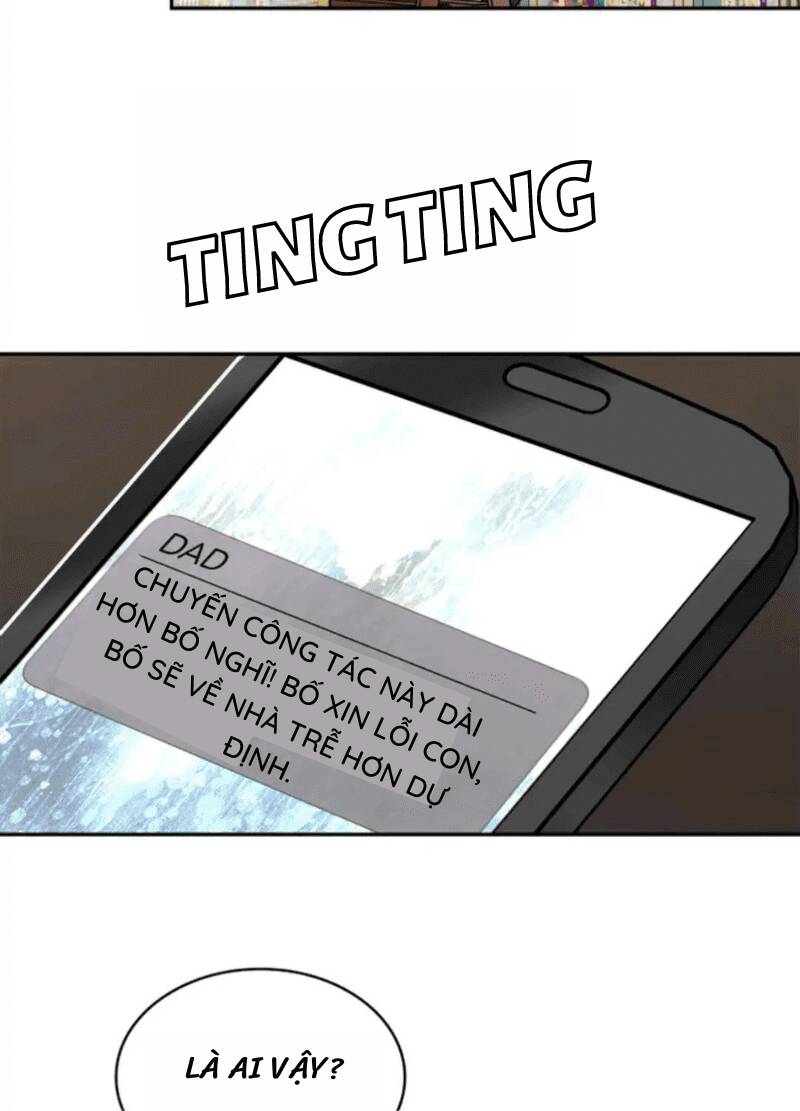 TING TING
DAD
CHUYẾN CÔNG TÁC NÀY DÀI
HƠN BỐ NGHĨ! BỐ XIN LỖI CON,
BỐ SẼ VỀ NHÀ TRỄ HƠN DỰ
ĐỊNH.
LÀ AI VẬY?